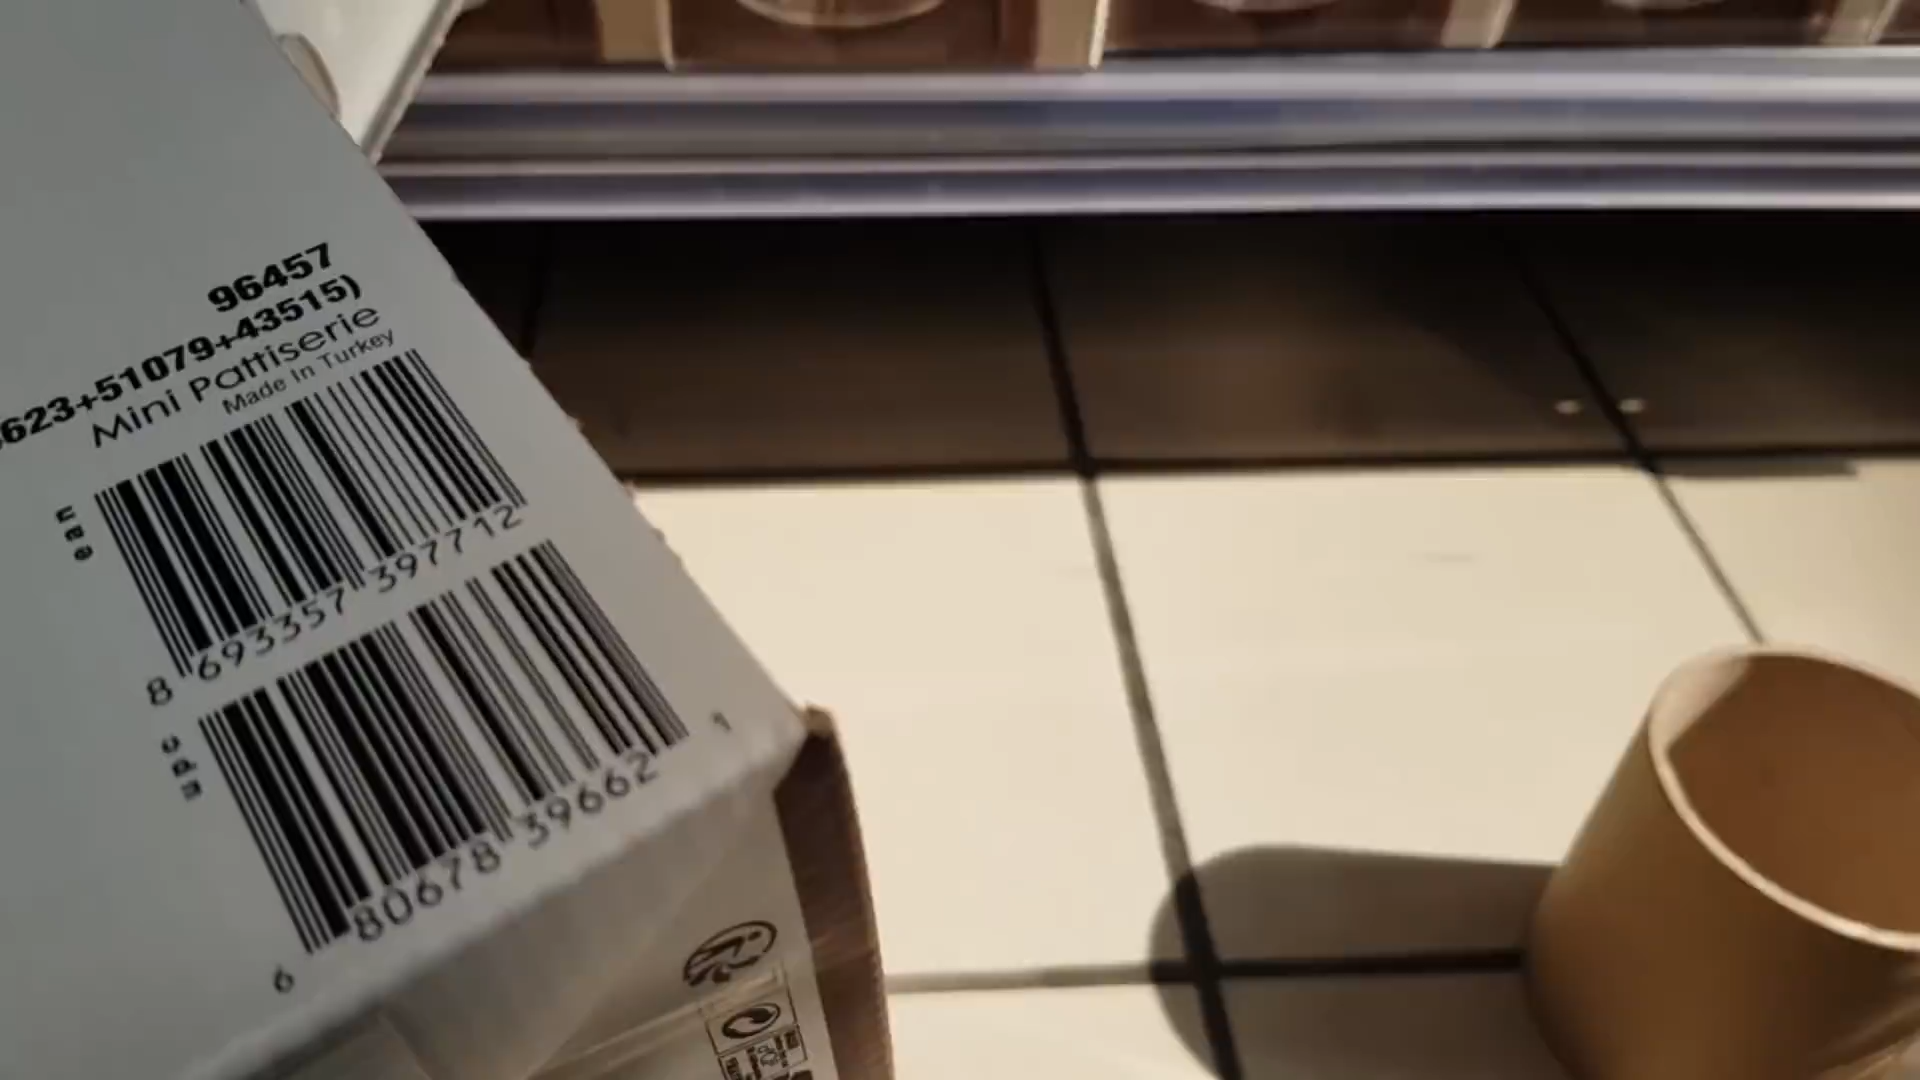 96457
623+51079+43515)
Mini Pattiserie
Made In Turkey
ean
8 693357 397712
upc
6 80678 39662 1